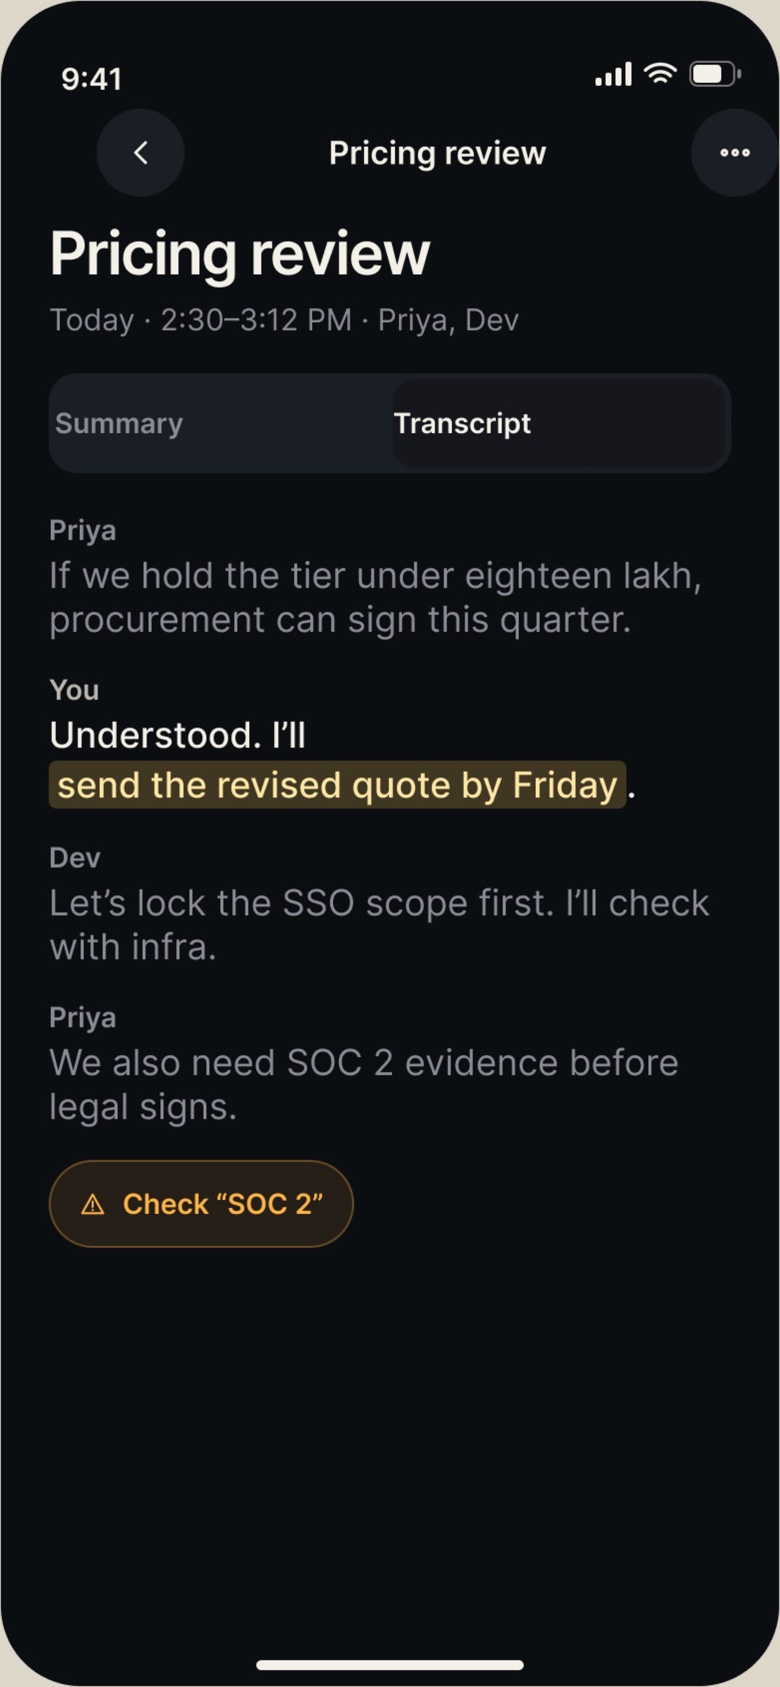 9:41
Pricing review
Pricing review
Today · 2:30–3:12 PM · Priya, Dev
Summary
Transcript
Priya
If we hold the tier under eighteen lakh,
procurement can sign this quarter.
You
Understood. I’ll
send the revised quote by Friday.
Dev
Let’s lock the SSO scope first. I’ll check
with infra.
Priya
We also need SOC 2 evidence before
legal signs.
Check “SOC 2”